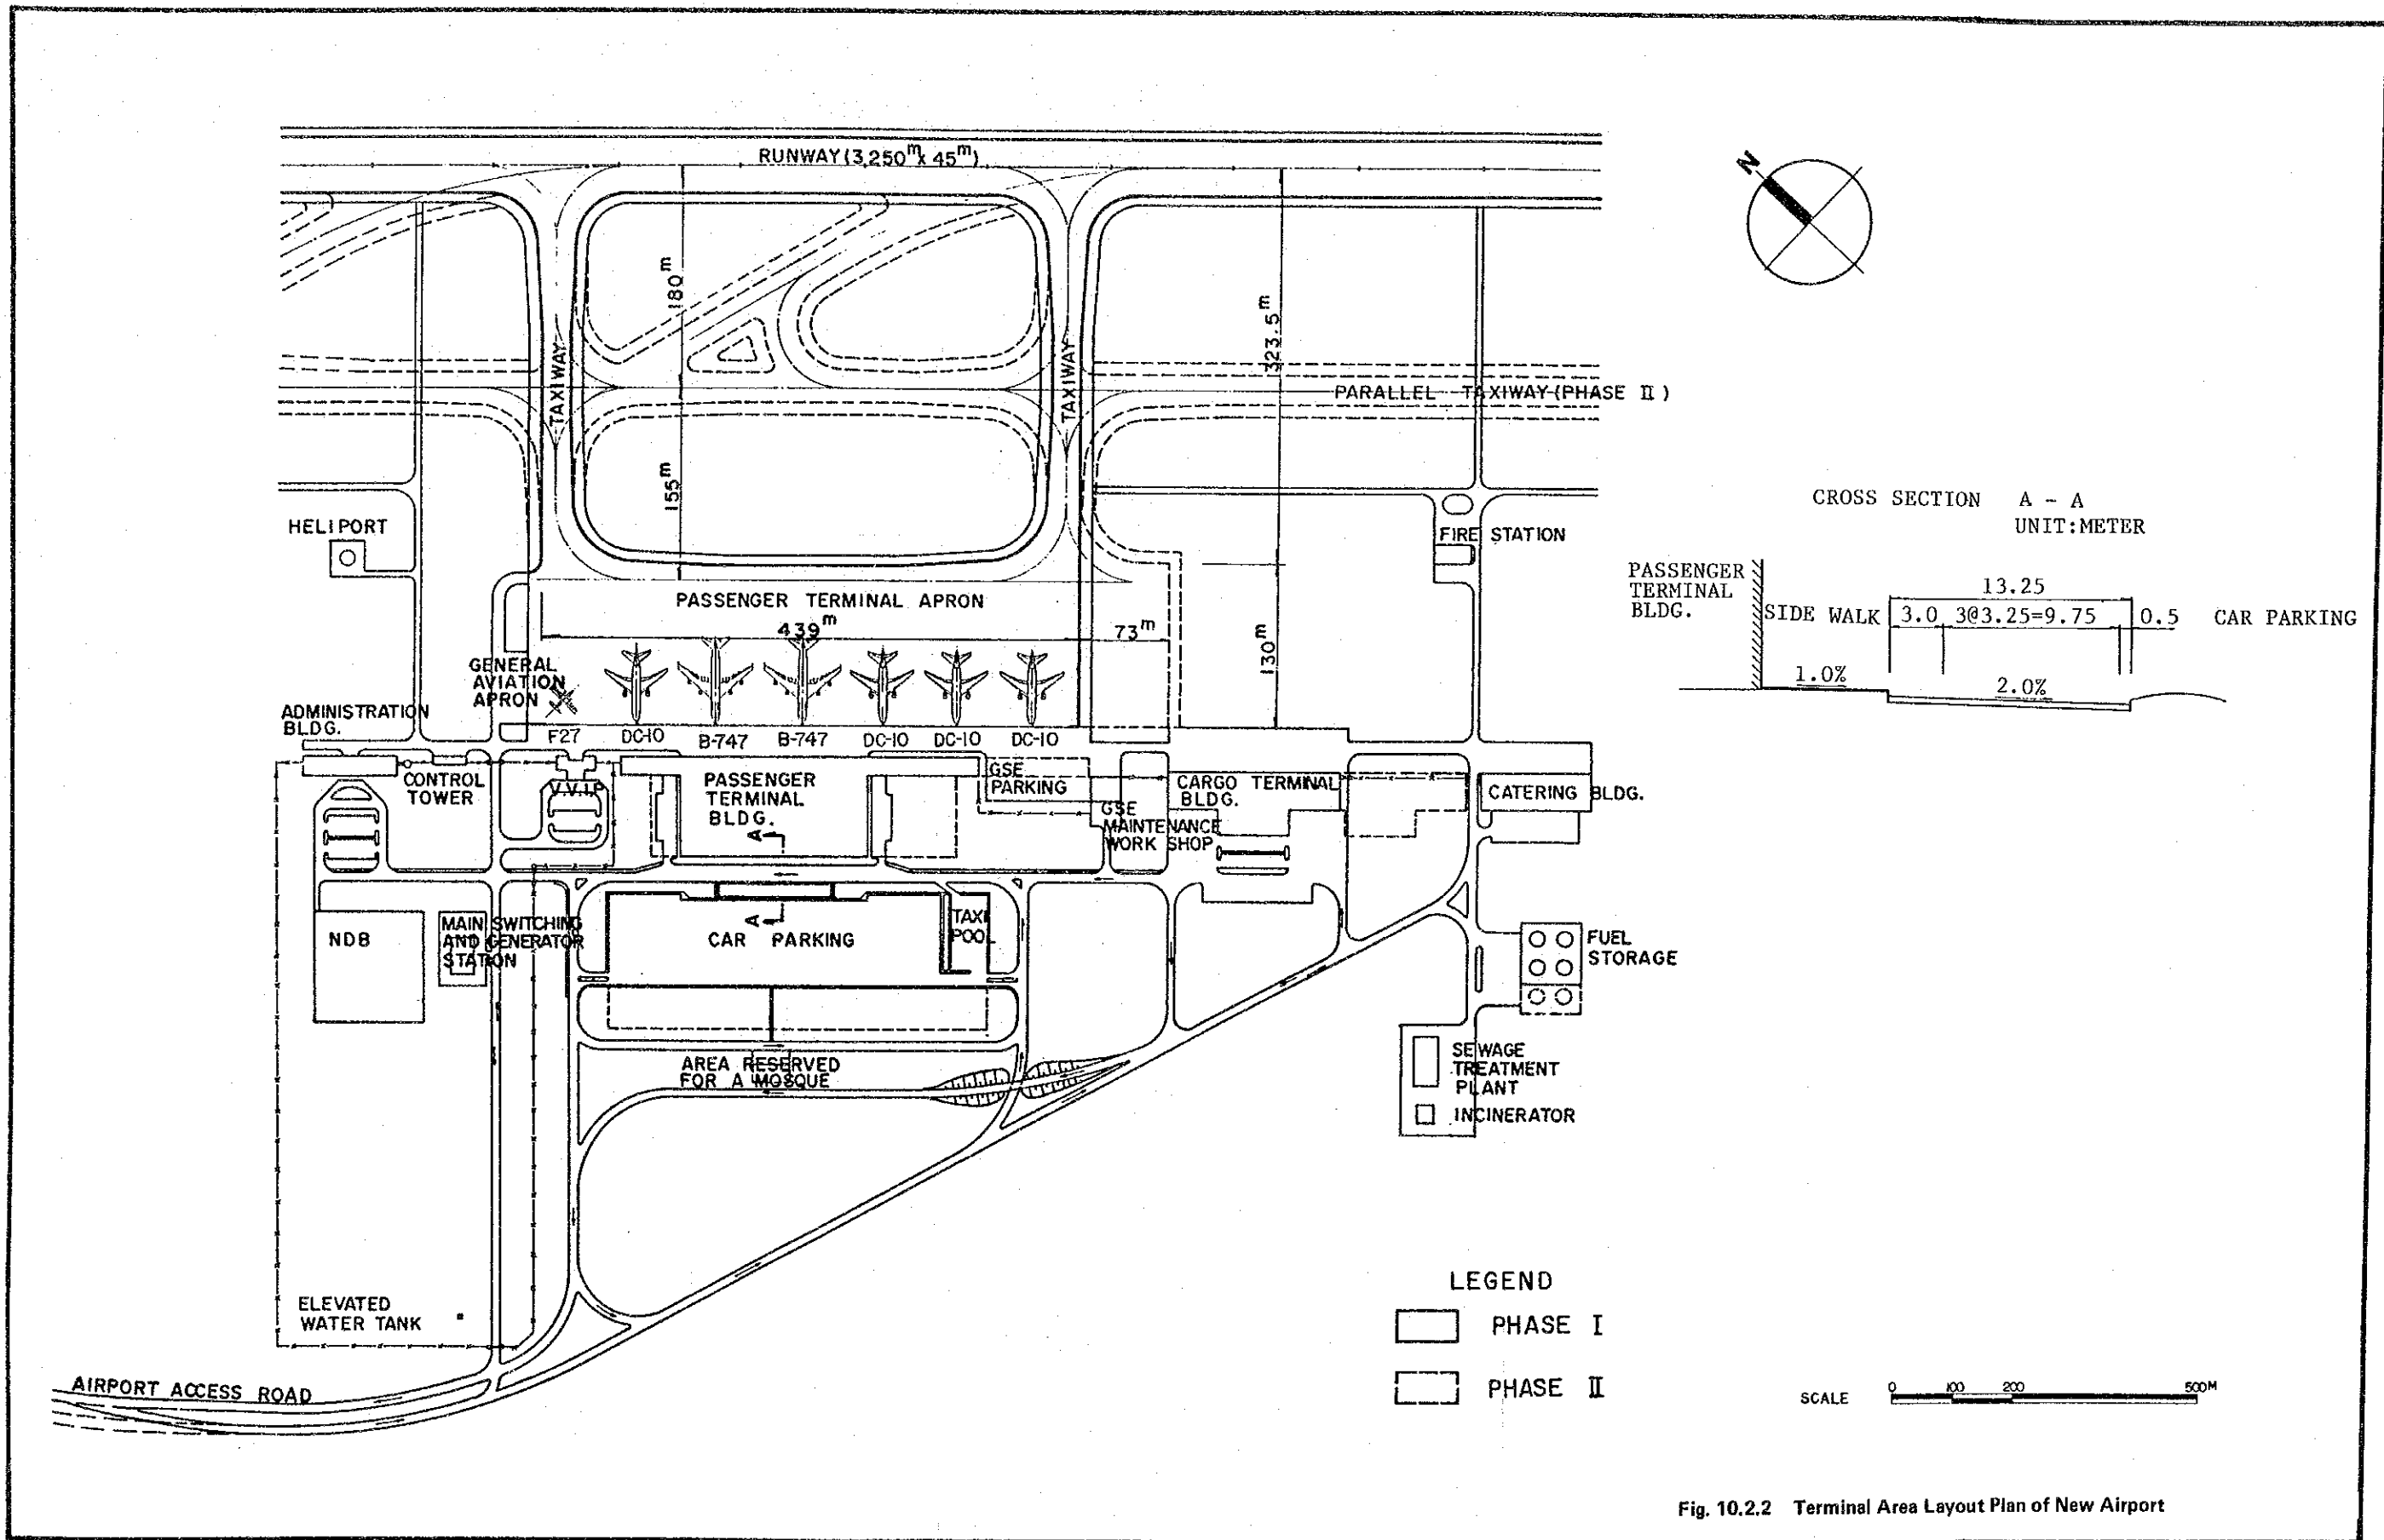 RUNWAY (3,250m x 45m)
N
180m
323.5m
TAXIWAY
TAXIWAY
PARALLEL TAXIWAY (PHASE II)
155m
HELIPORT
FIRE STATION
CROSS SECTION A - A
UNIT:METER
PASSENGER
TERMINAL
BLDG.
13.25
SIDE WALK 3.0 3@3.25=9.75 0.5 CAR PARKING
1.0%
2.0%
PASSENGER TERMINAL APRON
439m
73m
130m
GENERAL
AVIATION
APRON
ADMINISTRATION
BLDG.
F27 DC-10 B-747 B-747 DC-10 DC-10 DC-10
CONTROL
TOWER
V.V.I.P
PASSENGER
TERMINAL
BLDG.
GSE
PARKING
GSE
MAINTENANCE
WORK SHOP
CARGO TERMINAL
BLDG.
CATERING BLDG.
A
A
NDB
MAIN SWITCHING
AND GENERATOR
STATION
CAR PARKING
TAXI
POOL
FUEL
STORAGE
AREA RESERVED
FOR A MOSQUE
SEWAGE
TREATMENT
PLANT
INCINERATOR
ELEVATED
WATER TANK
AIRPORT ACCESS ROAD
LEGEND
PHASE I
PHASE II
SCALE 0 100 200 500M
Fig. 10.2.2 Terminal Area Layout Plan of New Airport